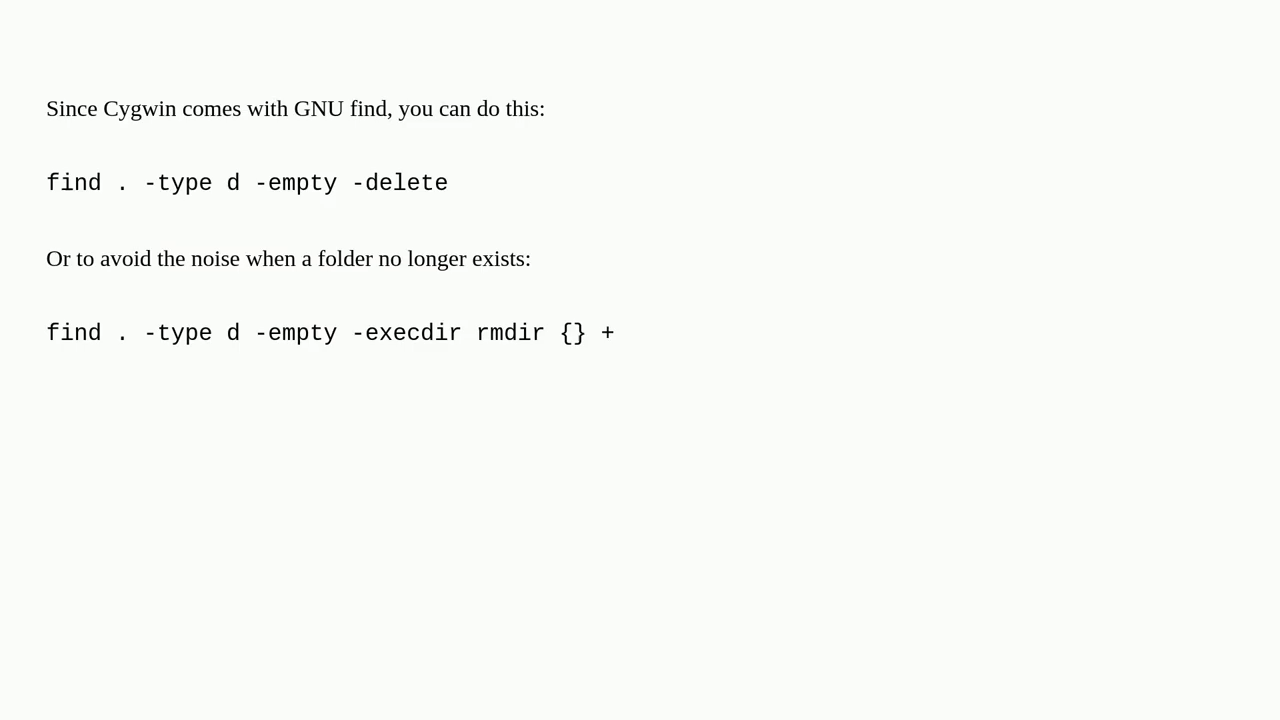 Since Cygwin comes with GNU find, you can do this:
find . -type d -empty -delete
Or to avoid the noise when a folder no longer exists:
find . -type d -empty -execdir rmdir {} +